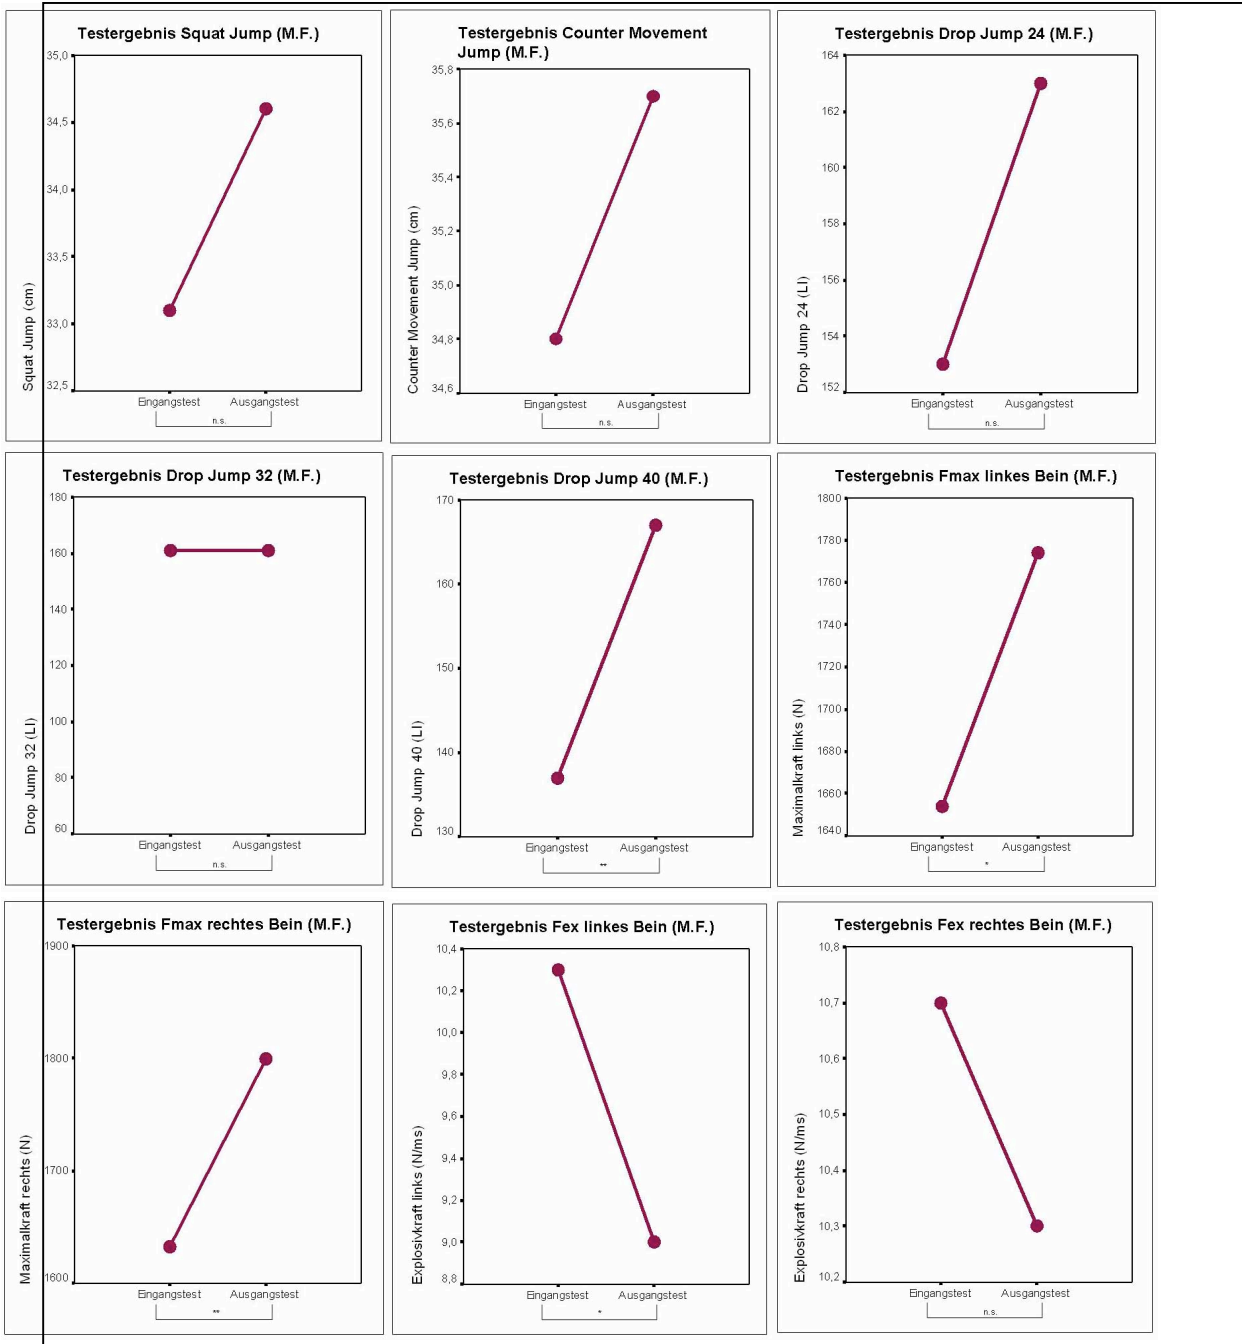 Testergebnis Squat Jump (M.F.)
35,0
34,5
34,0
33,5
33,0
32,5
Squat Jump (cm)
Eingangstest Ausgangstest
n.s.
Testergebnis Counter Movement
Jump (M.F.)
35,8
35,6
35,4
35,2
35,0
34,8
34,6
Counter Movement Jump (cm)
Eingangstest Ausgangstest
n.s.
Testergebnis Drop Jump 24 (M.F.)
164
162
160
158
156
154
152
Drop Jump 24 (LI)
Eingangstest Ausgangstest
n.s.
Testergebnis Drop Jump 32 (M.F.)
180
160
140
120
100
80
60
Drop Jump 32 (LI)
Eingangstest Ausgangstest
n.s.
Testergebnis Drop Jump 40 (M.F.)
170
160
150
140
130
Drop Jump 40 (LI)
Eingangstest Ausgangstest
**
Testergebnis Fmax linkes Bein (M.F.)
1800
1780
1760
1740
1720
1700
1680
1660
1640
Maximalkraft links (N)
Eingangstest Ausgangstest
*
Testergebnis Fmax rechtes Bein (M.F.)
1900
1800
1700
1600
Maximalkraft rechts (N)
Eingangstest Ausgangstest
**
Testergebnis Fex linkes Bein (M.F.)
10,4
10,2
10,0
9,8
9,6
9,4
9,2
9,0
8,8
Explosivkraft links (N/ms)
Eingangstest Ausgangstest
*
Testergebnis Fex rechtes Bein (M.F.)
10,8
10,7
10,6
10,5
10,4
10,3
10,2
Explosivkraft rechts (N/ms)
Eingangstest Ausgangstest
n.s.